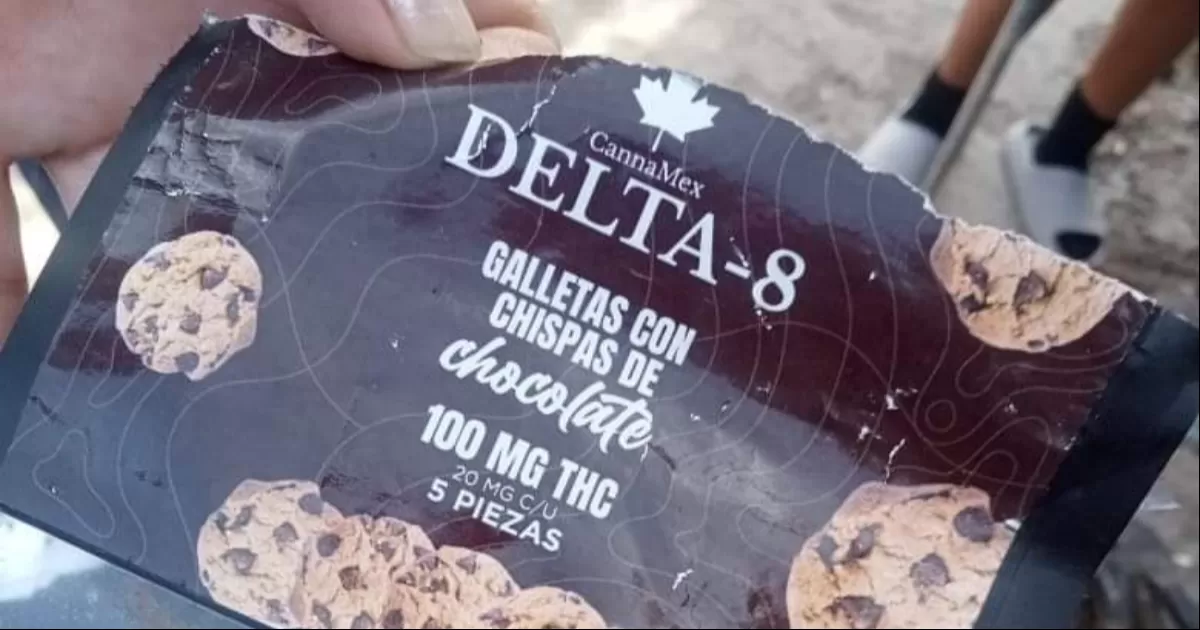 CannaMex
DELTA-8
GALLETAS CON
CHISPAS DE
chocolate
100 MG THC
20 MG C/U
5 PIEZAS